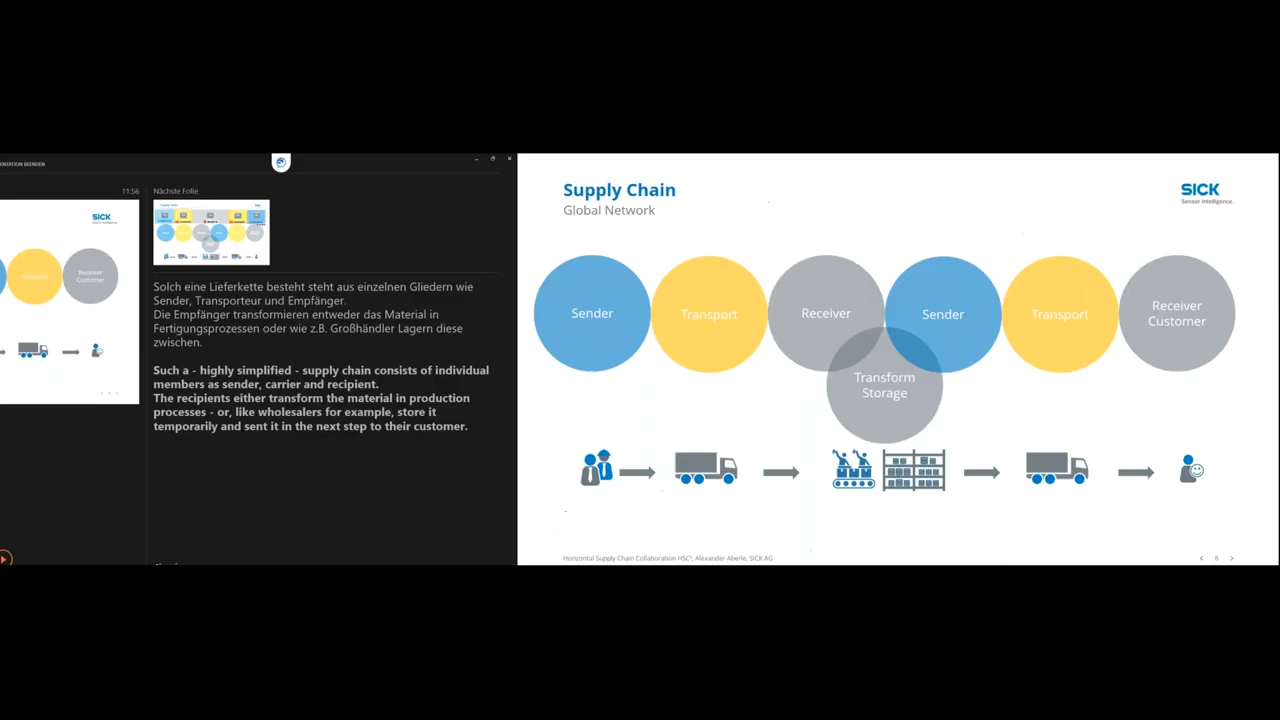 11:56
Nächste Folie
SICK
Receiver
Customer
Solch eine Lieferkette besteht steht aus einzelnen Gliedern wie
Sender, Transporteur und Empfänger.
Die Empfänger transformieren entweder das Material in
Fertigungsprozessen oder wie z.B. Großhändler Lagern diese
zwischen.
Such a - highly simplified - supply chain consists of individual
members as sender, carrier and recipient.
The recipients either transform the material in production
processes - or, like wholesalers for example, store it
temporarily and sent it in the next step to their customer.
Supply Chain
Global Network
SICK
Sensor Intelligence.
Sender
Transport
Receiver
Sender
Transport
Receiver
Customer
Transform
Storage
Horizontal Supply Chain Collaboration HSC², Alexander Aberle, SICK AG
< 8 >